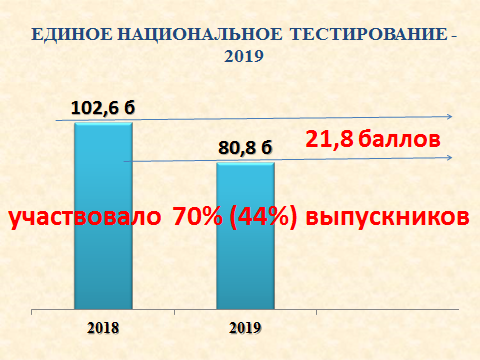 ЕДИНОЕ НАЦИОНАЛЬНОЕ ТЕСТИРОВАНИЕ -
2019
102,6 б
80,8 б
21,8 баллов
участвовало 70% (44%) выпускников
2018
2019